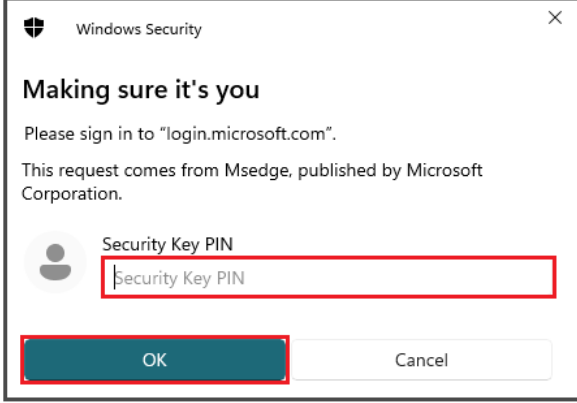 Windows Security
Making sure it's you
Please sign in to “login.microsoft.com”.
This request comes from Msedge, published by Microsoft
Corporation.
Security Key PIN
Security Key PIN
OK
Cancel